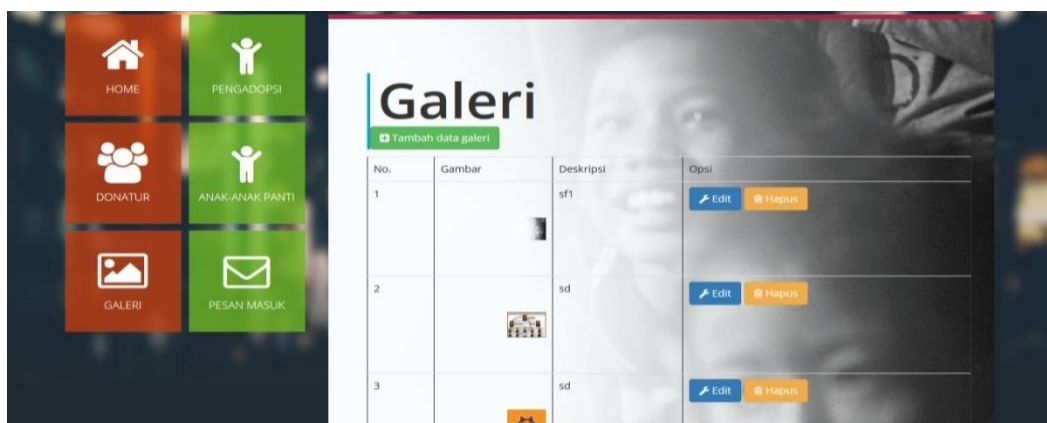 HOME
PENGADOPSI
DONATUR
ANAK-ANAK PANTI
GALERI
PESAN MASUK
Galeri
Tambah data galeri
No. Gambar Deskripsi Opsi
1 sf1 Edit Hapus
2 sd Edit Hapus
3 sd Edit Hapus